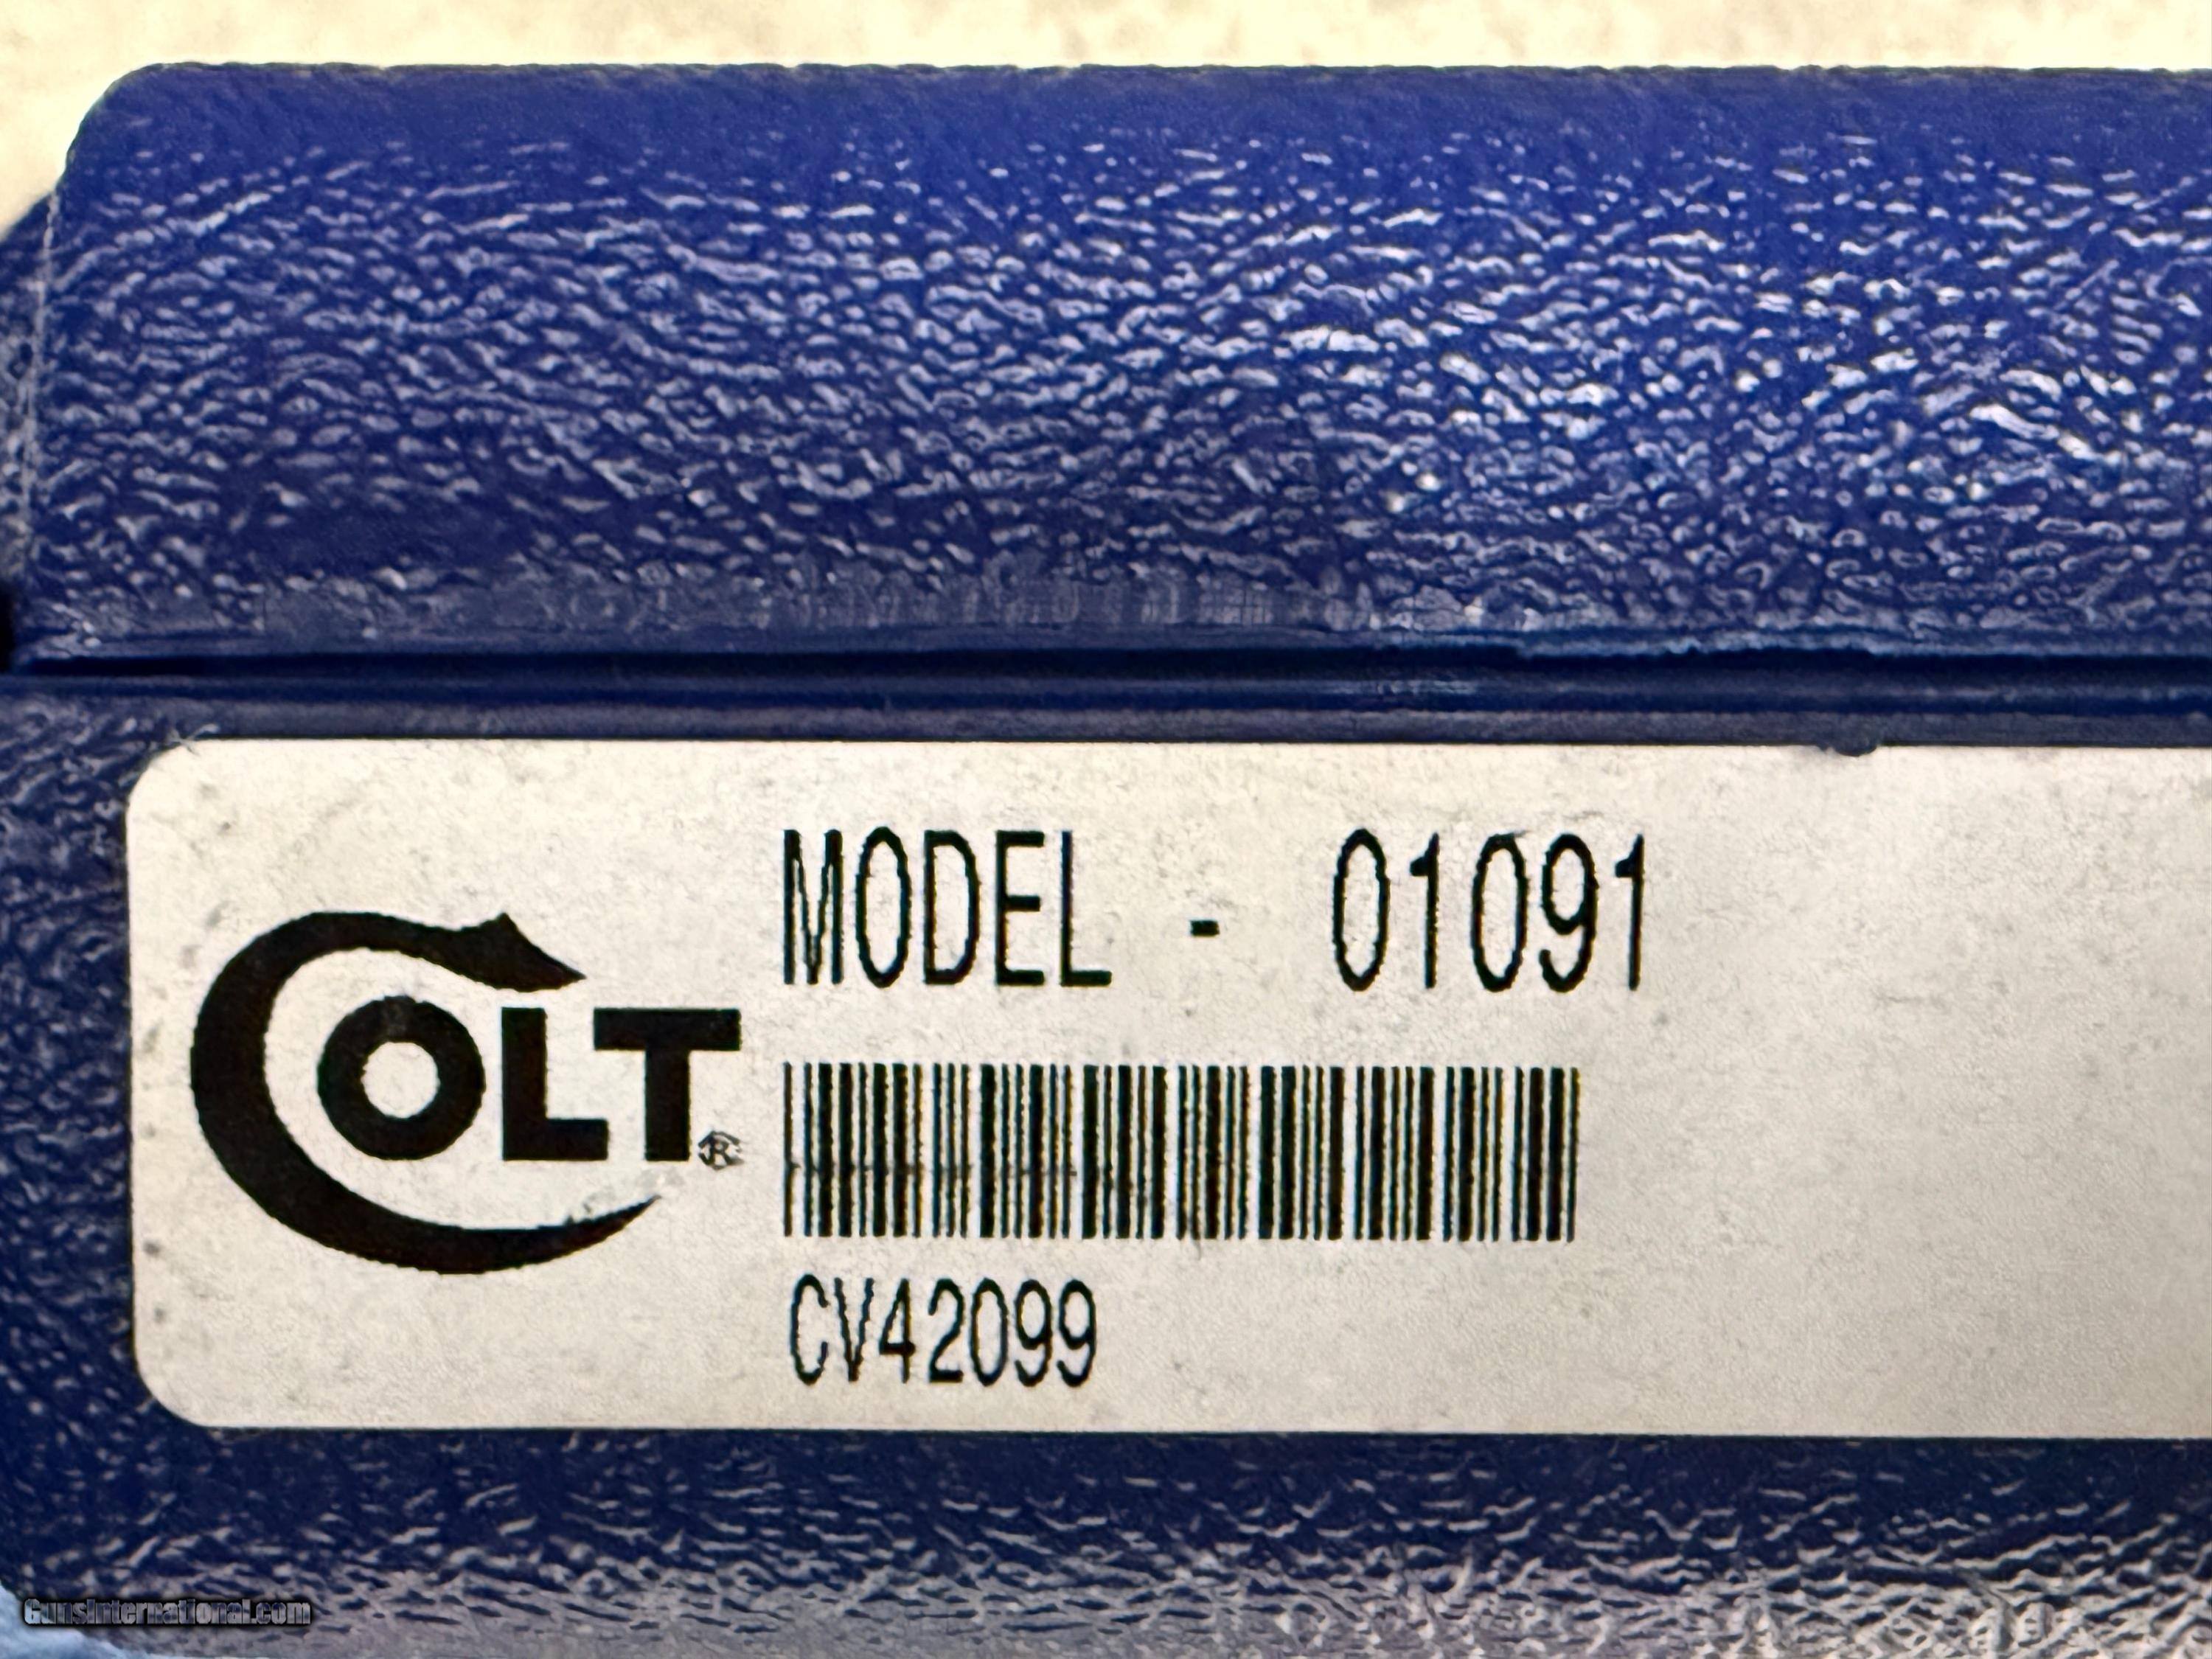 MODEL - 01091
COLT®
CV42099
GunsInternational.com